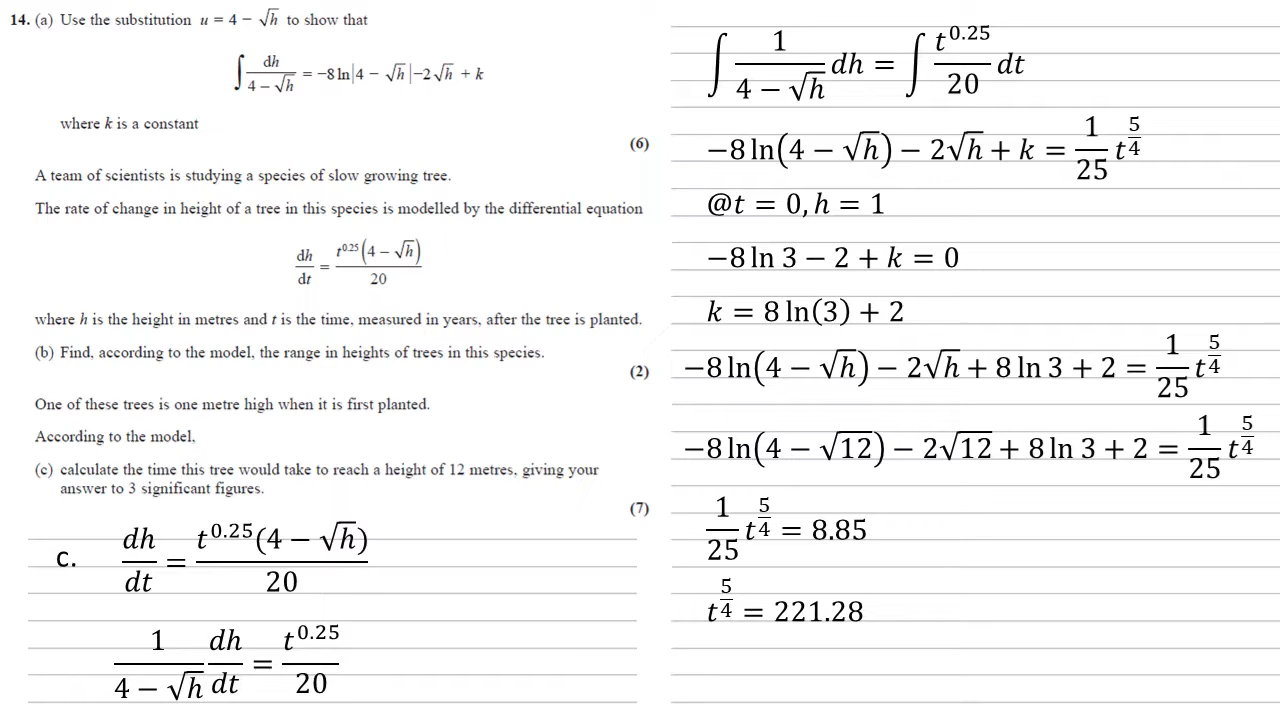 14. (a) Use the substitution u = 4 − √h to show that
∫ dh/(4 − √h) = −8 ln|4 − √h| −2√h + k
where k is a constant
(6)
A team of scientists is studying a species of slow growing tree.
The rate of change in height of a tree in this species is modelled by the differential equation
dh/dt = t^0.25(4 − √h)/20
where h is the height in metres and t is the time, measured in years, after the tree is planted.
(b) Find, according to the model, the range in heights of trees in this species.
(2)
One of these trees is one metre high when it is first planted.
According to the model,
(c) calculate the time this tree would take to reach a height of 12 metres, giving your
answer to 3 significant figures.
(7)
c. dh/dt = t^0.25(4 − √h)/20
1/(4 − √h) dh/dt = t^0.25/20
∫ 1/(4 − √h) dh = ∫ t^0.25/20 dt
−8 ln(4 − √h) − 2√h + k = 1/25 t^(5/4)
@t = 0, h = 1
−8 ln 3 − 2 + k = 0
k = 8 ln(3) + 2
−8 ln(4 − √h) − 2√h + 8 ln 3 + 2 = 1/25 t^(5/4)
−8 ln(4 − √12) − 2√12 + 8 ln 3 + 2 = 1/25 t^(5/4)
1/25 t^(5/4) = 8.85
t^(5/4) = 221.28